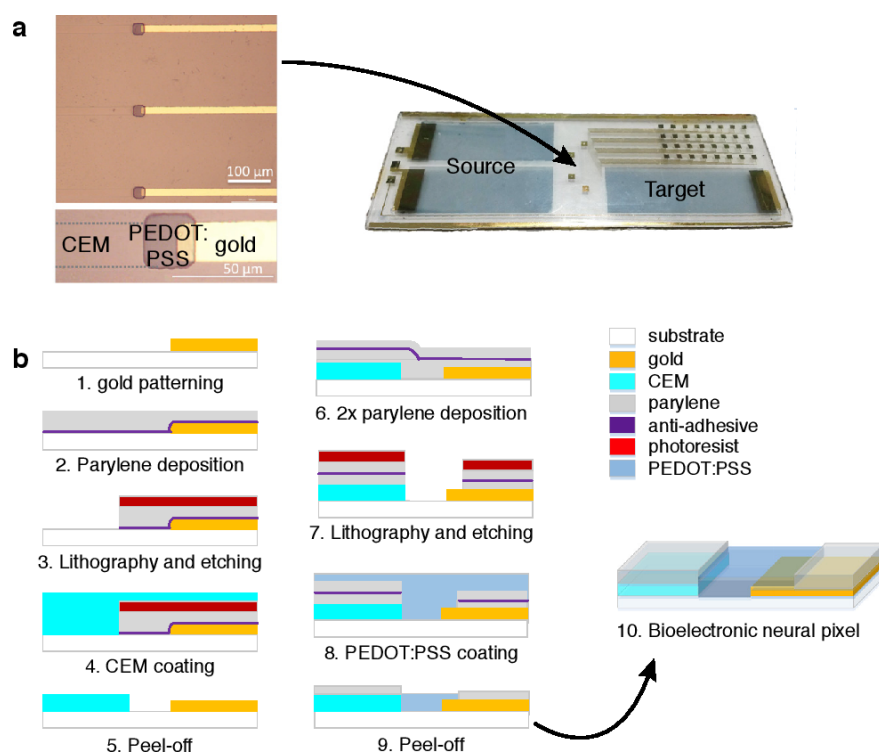 a
100 µm
CEM
PEDOT:
PSS
gold
50 µm
Source
Target
b
1. gold patterning
2. Parylene deposition
3. Lithography and etching
4. CEM coating
5. Peel-off
6. 2x parylene deposition
7. Lithography and etching
8. PEDOT:PSS coating
9. Peel-off
substrate
gold
CEM
parylene
anti-adhesive
photoresist
PEDOT:PSS
10. Bioelectronic neural pixel